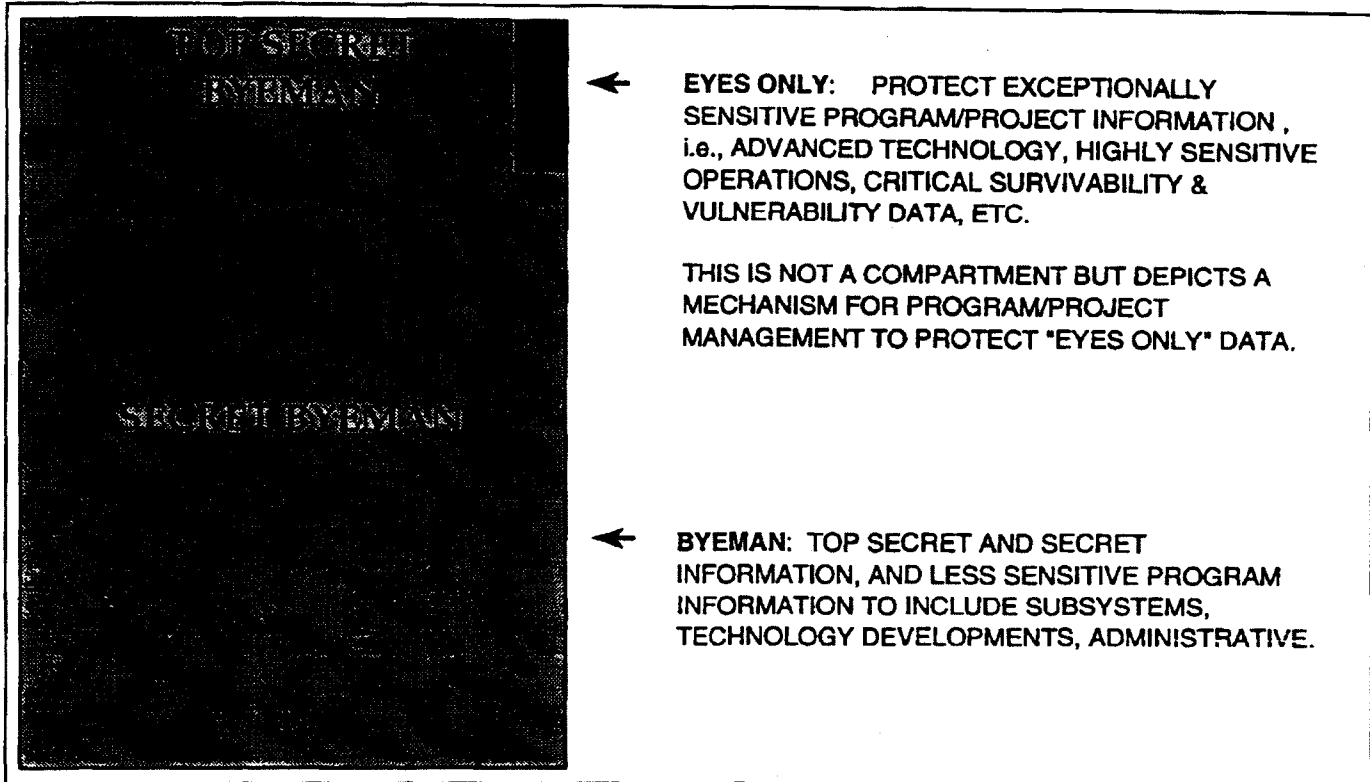 TOP SECRET
BYEMAN
EYES ONLY: PROTECT EXCEPTIONALLY
SENSITIVE PROGRAM/PROJECT INFORMATION ,
i.e., ADVANCED TECHNOLOGY, HIGHLY SENSITIVE
OPERATIONS, CRITICAL SURVIVABILITY &
VULNERABILITY DATA, ETC.
THIS IS NOT A COMPARTMENT BUT DEPICTS A
MECHANISM FOR PROGRAM/PROJECT
MANAGEMENT TO PROTECT "EYES ONLY" DATA.
SECRET BYEMAN
BYEMAN: TOP SECRET AND SECRET
INFORMATION, AND LESS SENSITIVE PROGRAM
INFORMATION TO INCLUDE SUBSYSTEMS,
TECHNOLOGY DEVELOPMENTS, ADMINISTRATIVE.